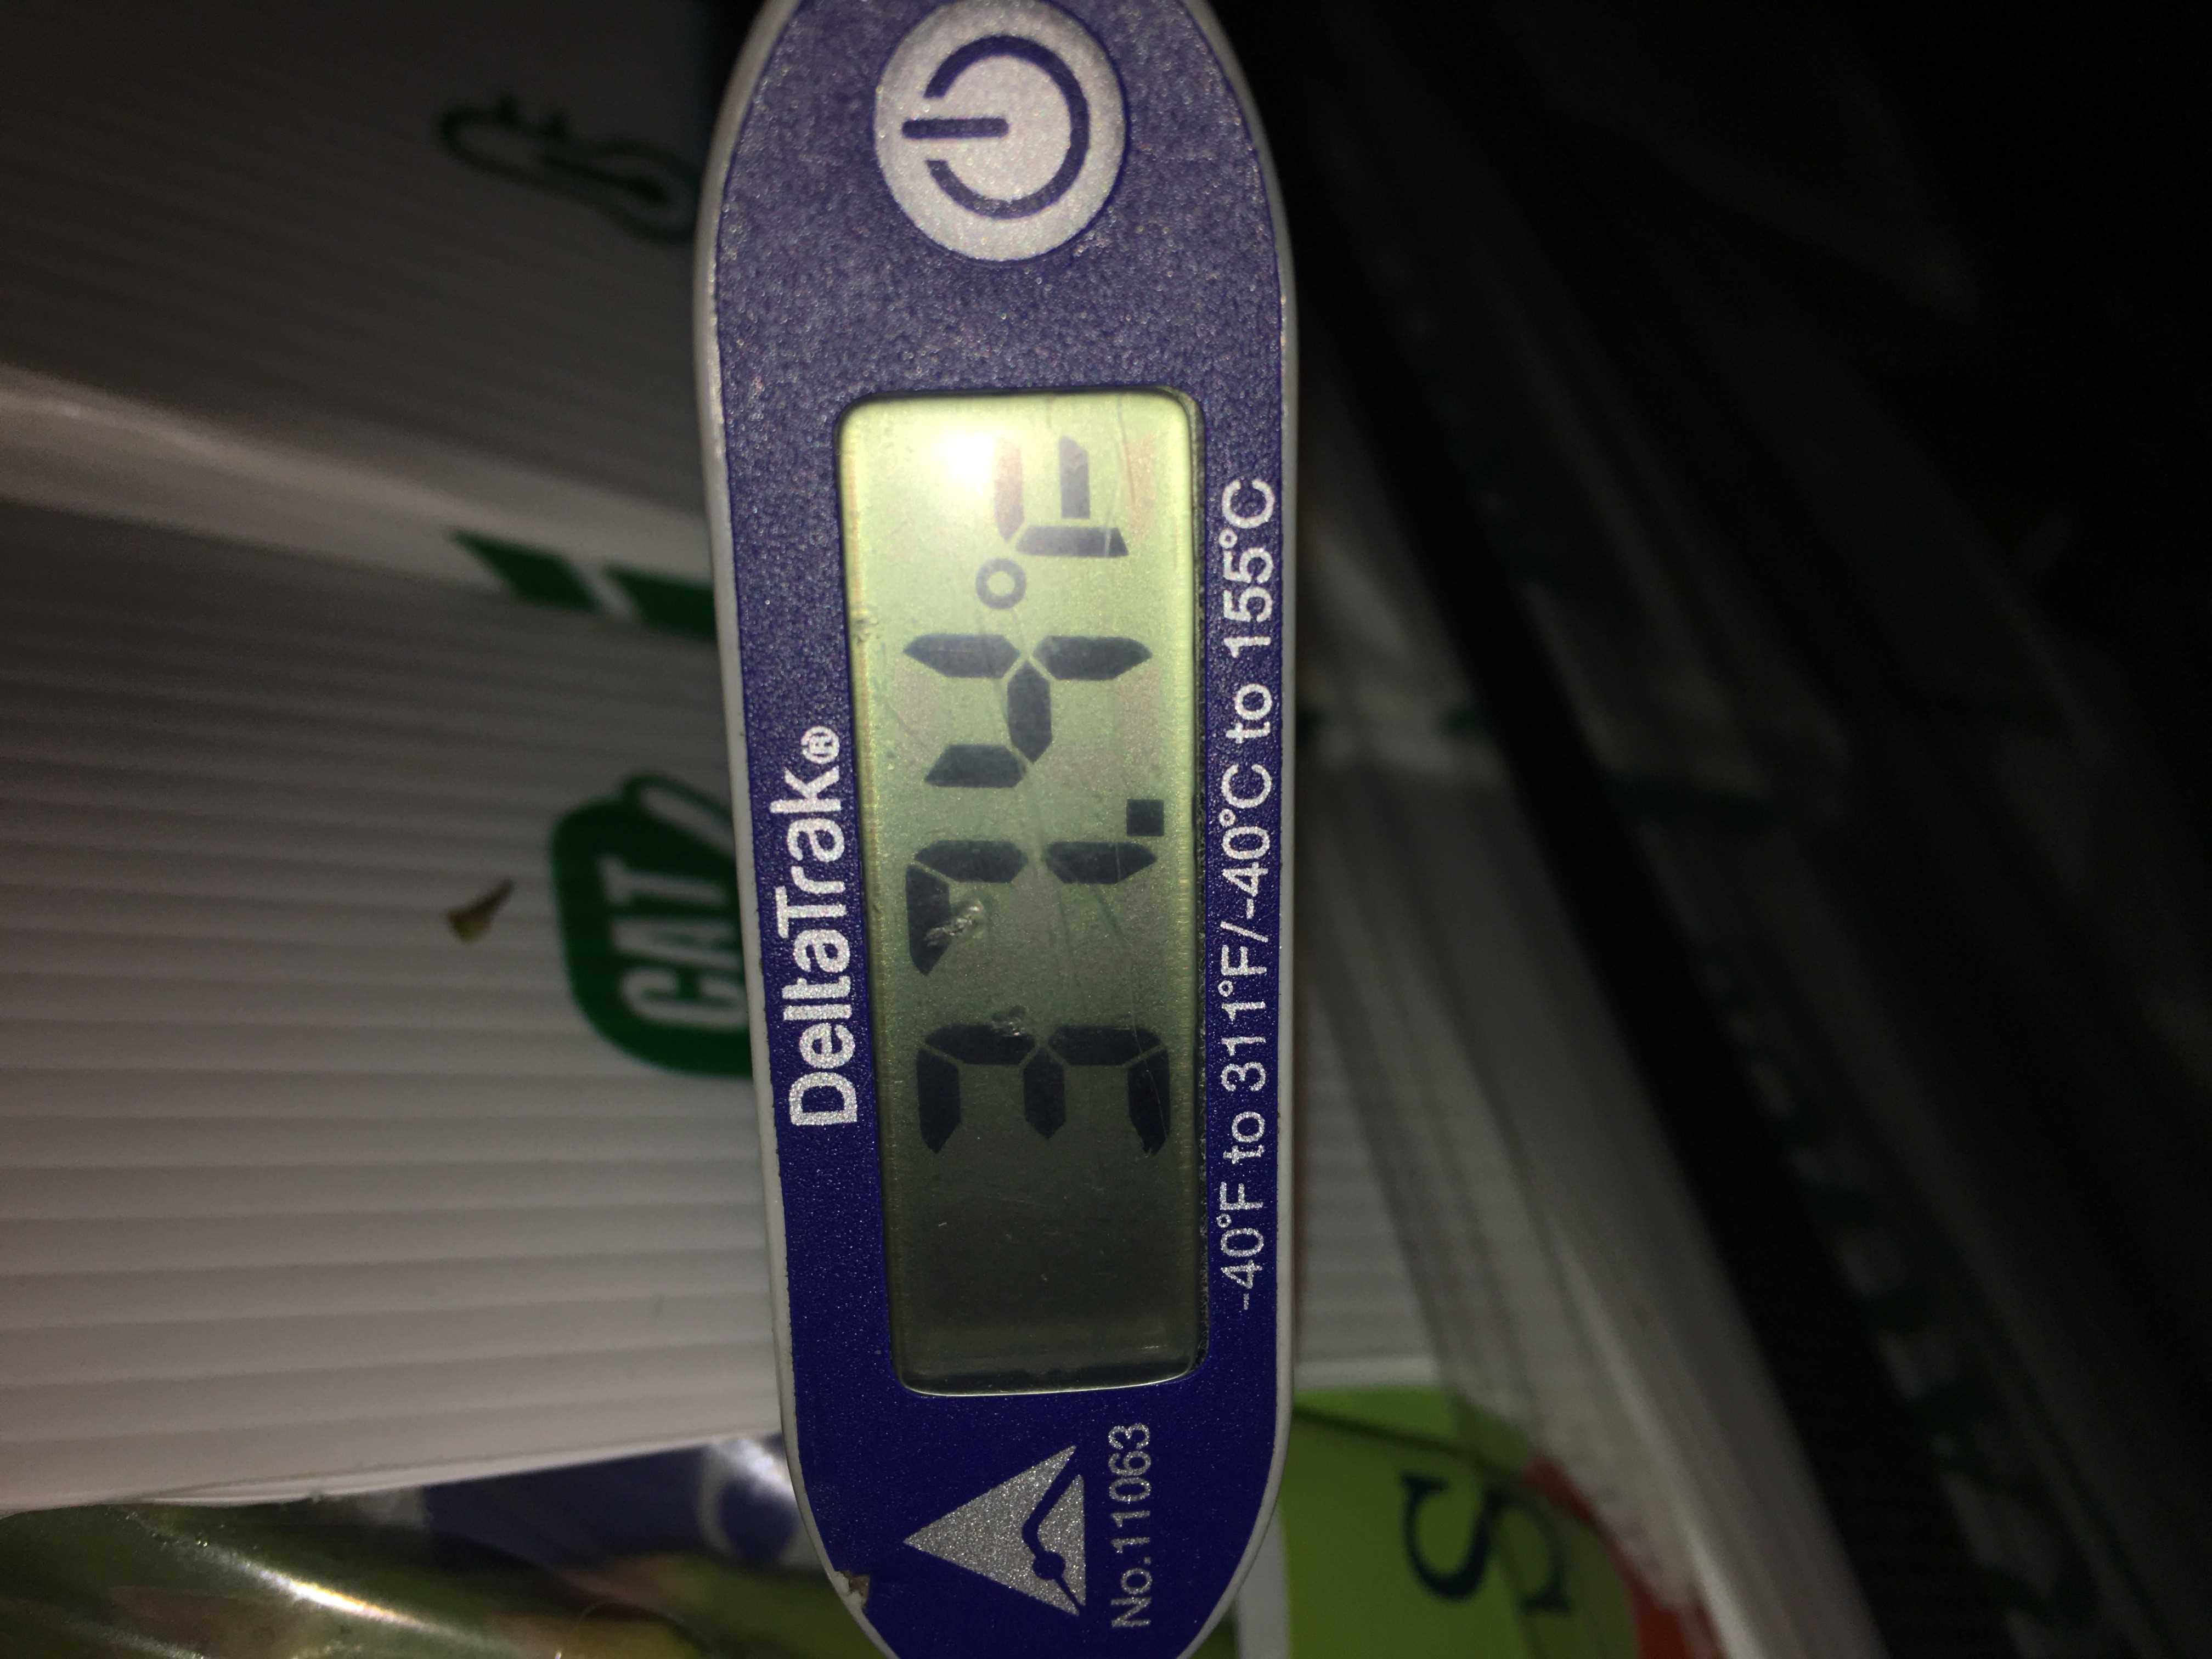 CAT
DeltaTrak®
37.4°F
No.11063
-40°F to 311°F/-40°C to 155°C
S